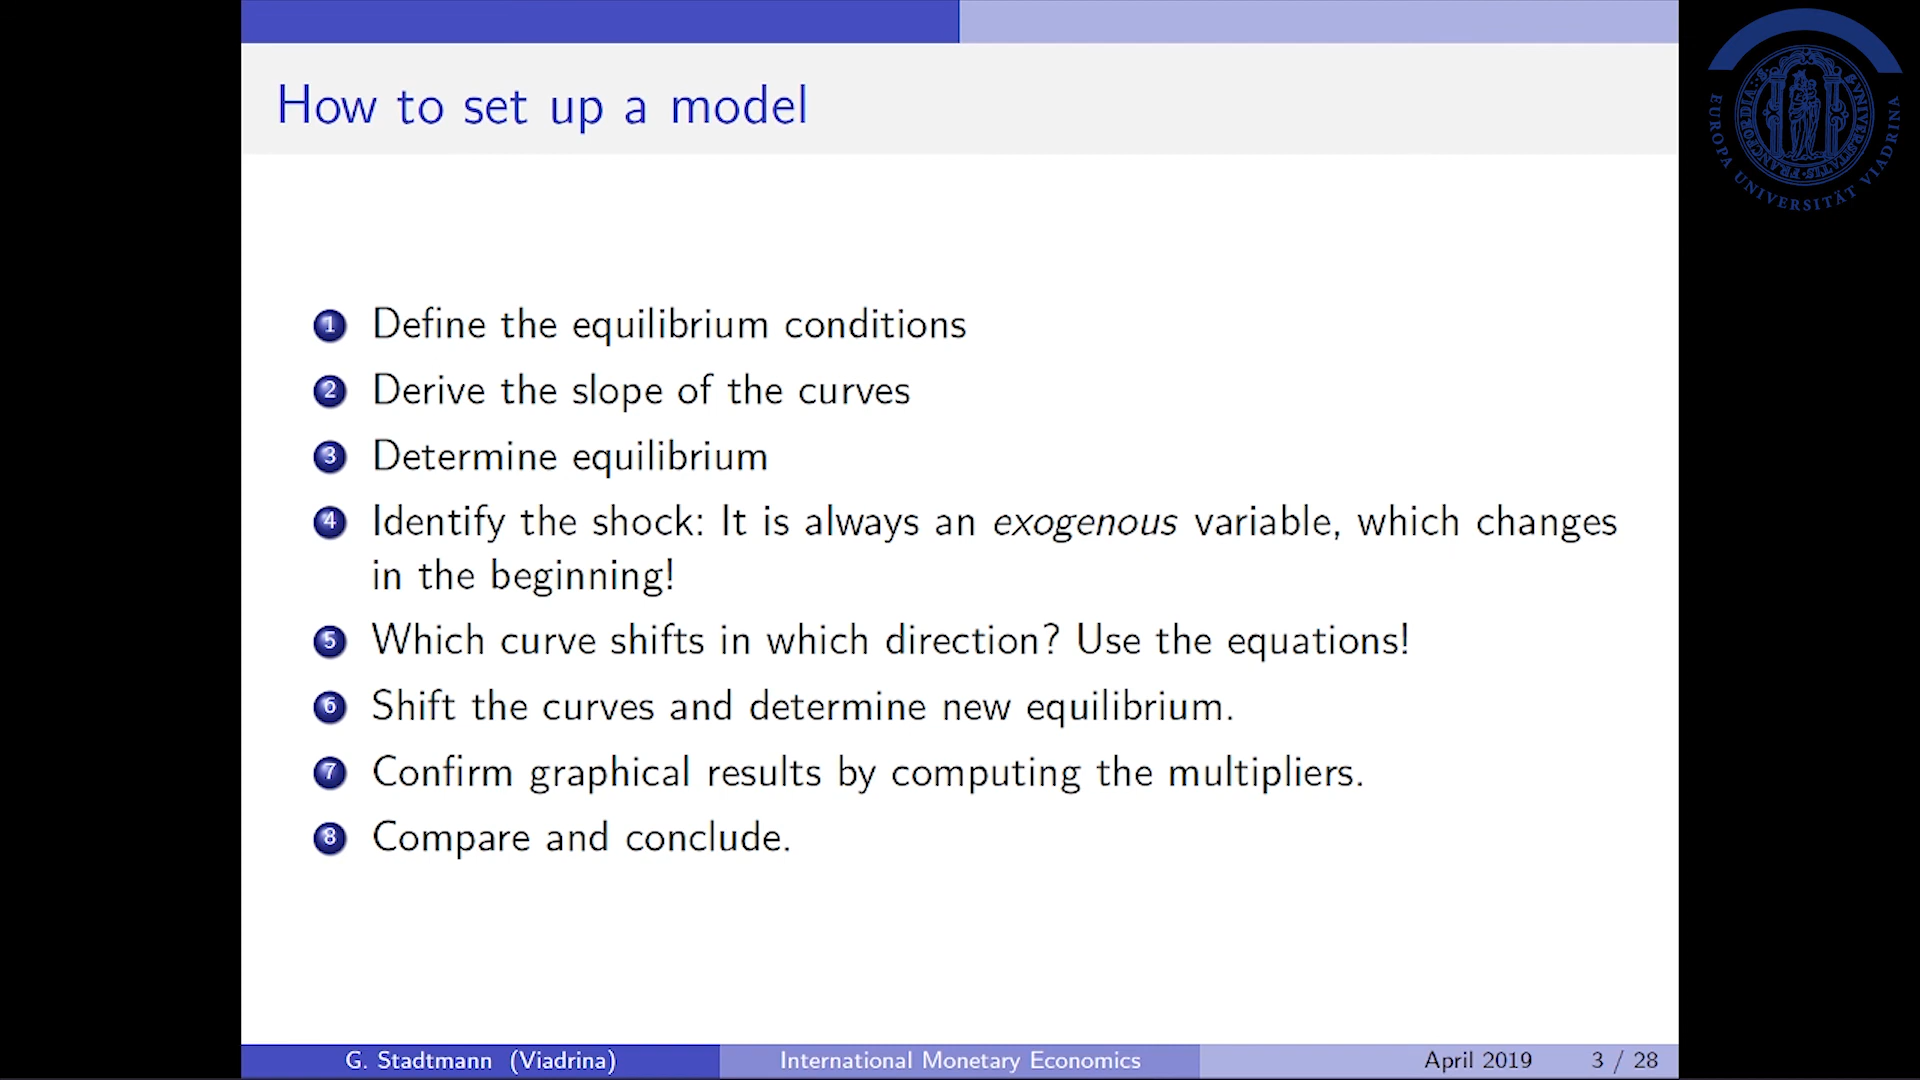 How to set up a model
1 Define the equilibrium conditions
2 Derive the slope of the curves
3 Determine equilibrium
4 Identify the shock: It is always an exogenous variable, which changes
in the beginning!
5 Which curve shifts in which direction? Use the equations!
6 Shift the curves and determine new equilibrium.
7 Confirm graphical results by computing the multipliers.
8 Compare and conclude.
G. Stadtmann (Viadrina) International Monetary Economics April 2019 3 / 28
EUROPA UNIVERSITÄT VIADRINA